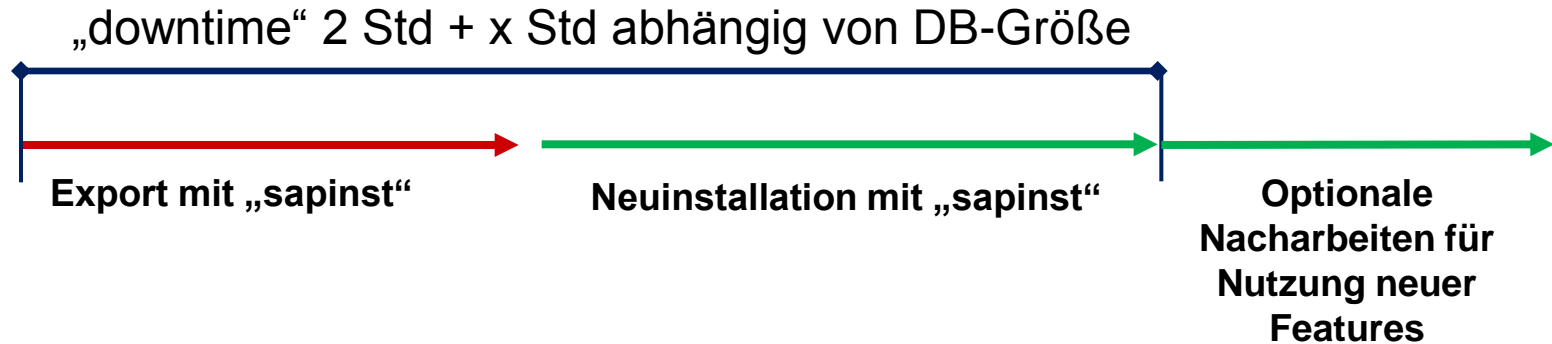 „downtime“ 2 Std + x Std abhängig von DB-Größe
Export mit „sapinst“
Neuinstallation mit „sapinst“
Optionale
Nacharbeiten für
Nutzung neuer
Features